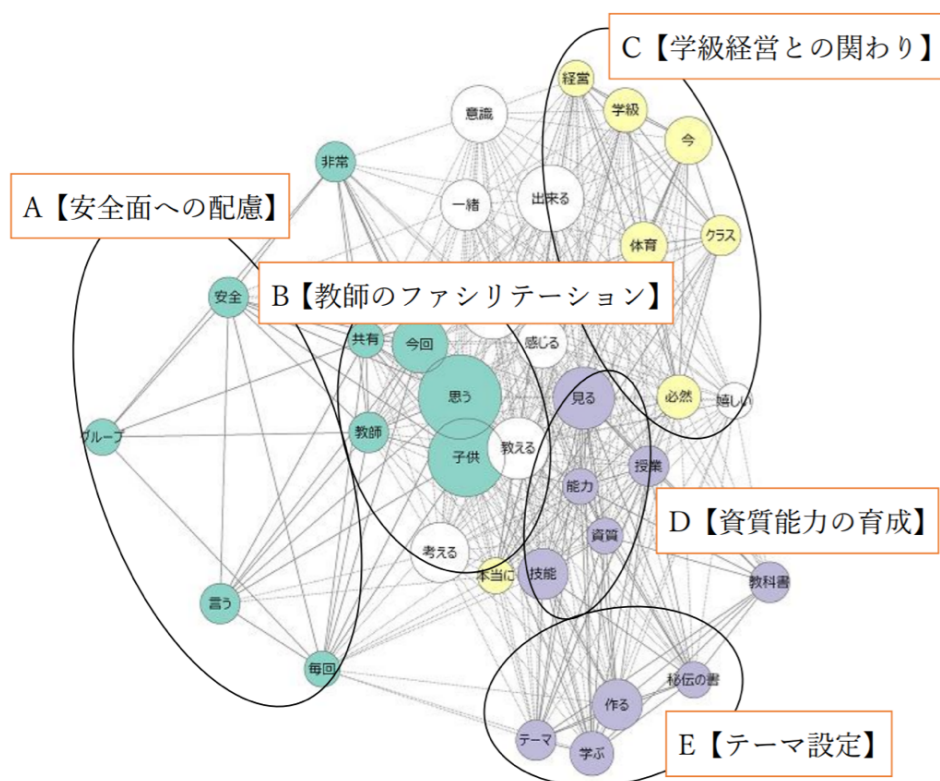 C【学級経営との関わり】
経営
学級
意識
今
非常
一緒
出来る
A【安全面への配慮】
クラス
体育
B【教師のファシリテーション】
安全
共有
今回
感じる
思う
見る
必然
嬉しい
グループ
教師
子供
教える
授業
能力
D【資質能力の育成】
資質
考える
本当に
技能
教科書
言う
毎回
秘伝の書
作る
テーマ
学ぶ
E【テーマ設定】